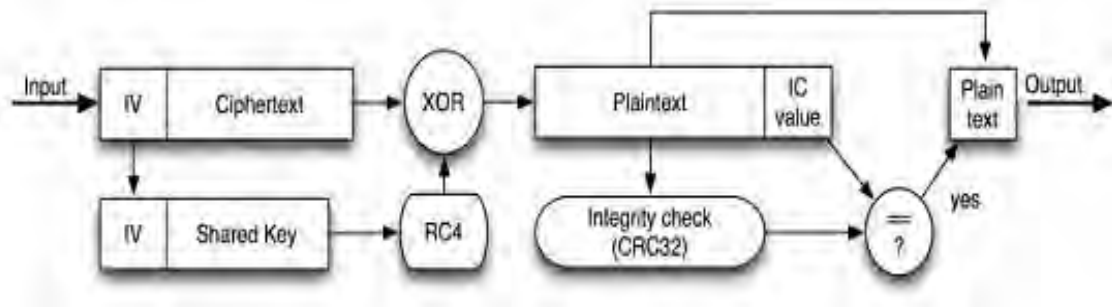 Input
IV
Ciphertext
XOR
Plaintext
IC
value
Plain
text
Output
IV
Shared Key
RC4
Integrity check
(CRC32)
==
?
yes